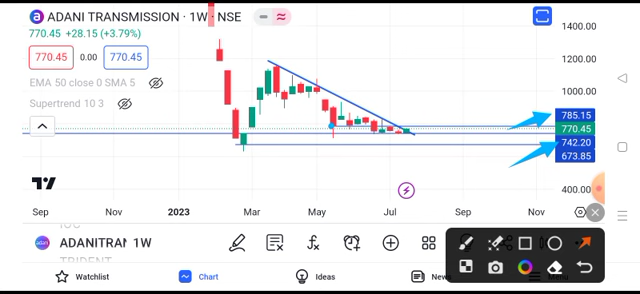 ADANI TRANSMISSION · 1W · NSE
770.45 +28.15 (+3.79%)
770.45 0.00 770.45
EMA 50 close 0 SMA 5
Supertrend 10 3
1400.00
1200.00
1000.00
785.15
770.45
742.20
673.85
400.00
Sep Nov 2023 Mar May Jul Sep Nov
ADANITRAN 1W
TRIDENT
Watchlist Chart Ideas News Menu